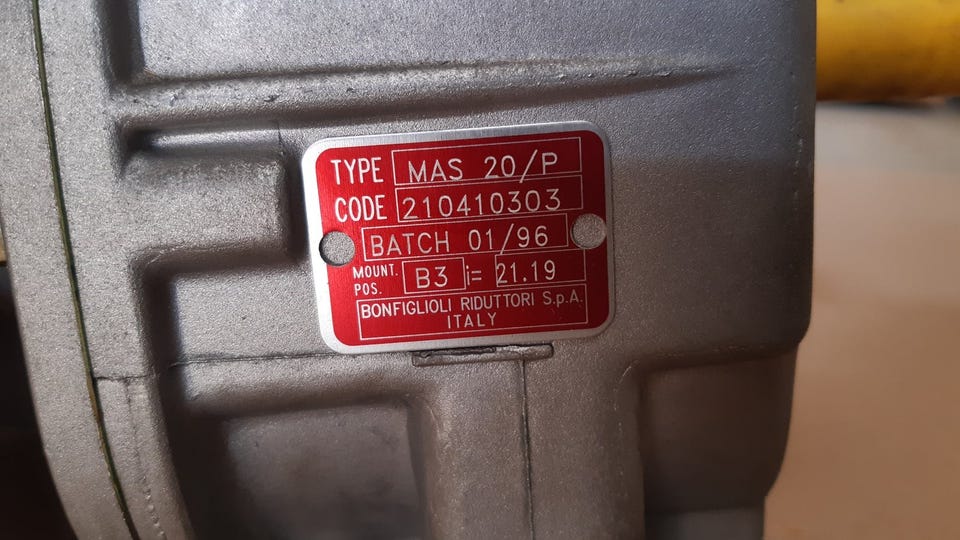 TYPE MAS 20/P
CODE 210410303
BATCH 01/96
MOUNT. POS. B3 i= 21.19
BONFIGLIOLI RIDUTTORI S.p.A.
ITALY